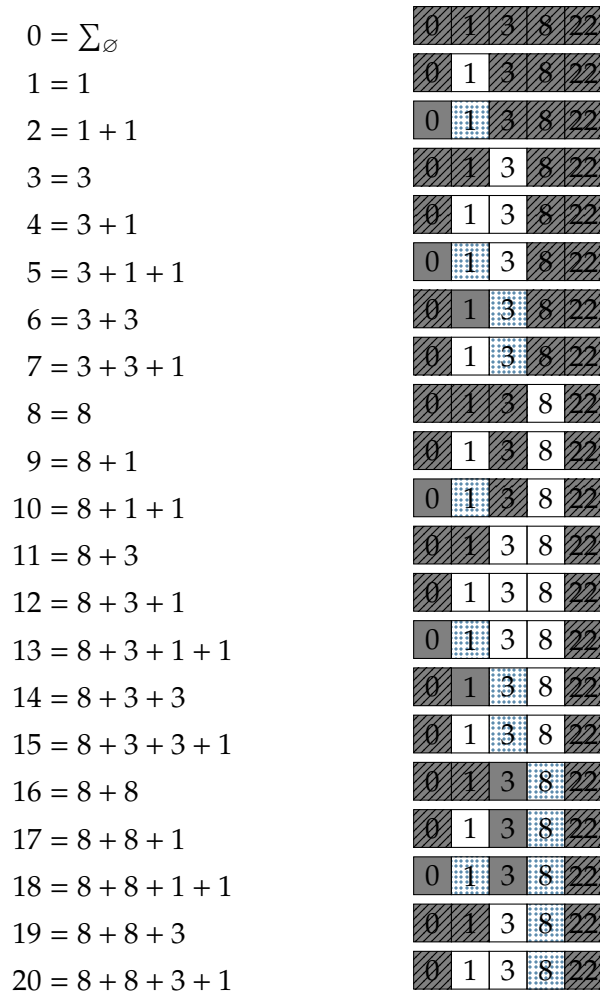 0 = ∑∅ 0 1 3 8 22
1 = 1 0 1 3 8 22
2 = 1 + 1 0 1 3 8 22
3 = 3 0 1 3 8 22
4 = 3 + 1 0 1 3 8 22
5 = 3 + 1 + 1 0 1 3 8 22
6 = 3 + 3 0 1 3 8 22
7 = 3 + 3 + 1 0 1 3 8 22
8 = 8 0 1 3 8 22
9 = 8 + 1 0 1 3 8 22
10 = 8 + 1 + 1 0 1 3 8 22
11 = 8 + 3 0 1 3 8 22
12 = 8 + 3 + 1 0 1 3 8 22
13 = 8 + 3 + 1 + 1 0 1 3 8 22
14 = 8 + 3 + 3 0 1 3 8 22
15 = 8 + 3 + 3 + 1 0 1 3 8 22
16 = 8 + 8 0 1 3 8 22
17 = 8 + 8 + 1 0 1 3 8 22
18 = 8 + 8 + 1 + 1 0 1 3 8 22
19 = 8 + 8 + 3 0 1 3 8 22
20 = 8 + 8 + 3 + 1 0 1 3 8 22